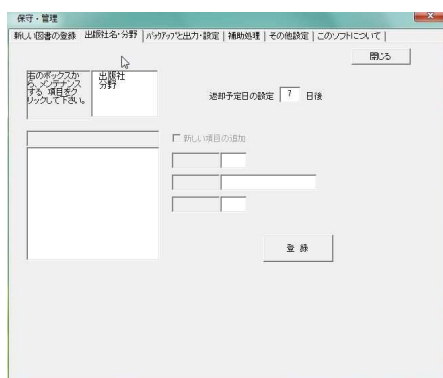 保守・管理
新しい図書の登録 出版社名・分野 バックアップと出力・設定 補助処理 その他設定 このソフトについて
閉じる
右のボックスか
ら、メンテナンス
する 項目をク
リックして下さい。
出版社
分野
返却予定日の設定 7 日後
新しい項目の追加
登 録